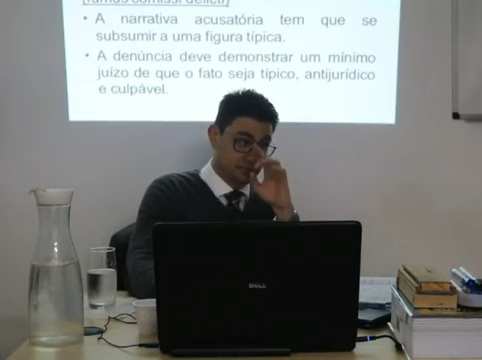 (fumus comissi delicti)
• A narrativa acusatória tem que se
subsumir a uma figura típica.
• A denúncia deve demonstrar um mínimo
juízo de que o fato seja típico, antijurídico
e culpável.
DELL